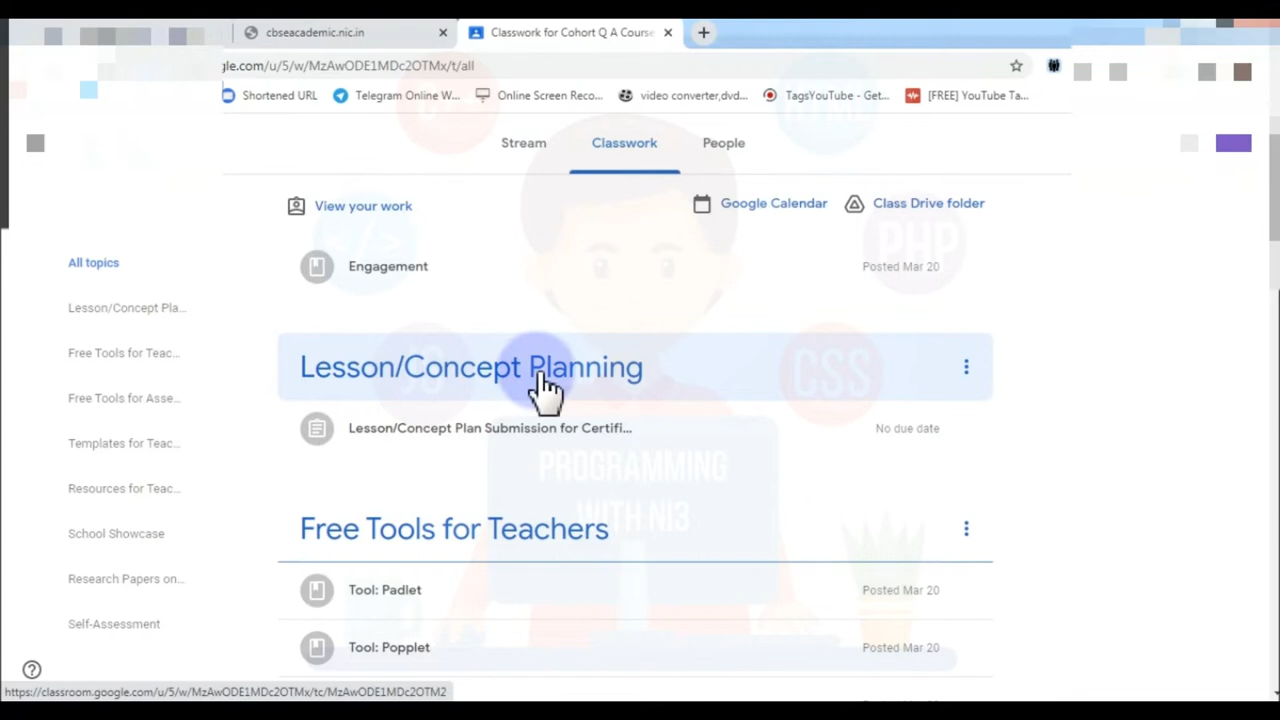 cbseacademic.nic.in
Classwork for Cohort Q A Course
gle.com/u/5/w/MzAwODE1MDc2OTMx/t/all
Shortened URL
Telegram Online W...
Online Screen Reco...
video converter,dvd...
TagsYouTube - Get...
[FREE] YouTube Ta...
Stream
Classwork
People
View your work
Google Calendar
Class Drive folder
All topics
Lesson/Concept Pla...
Free Tools for Teac...
Free Tools for Asse...
Templates for Teac...
Resources for Teac...
School Showcase
Research Papers on...
Self-Assessment
Engagement
Posted Mar 20
Lesson/Concept Planning
Lesson/Concept Plan Submission for Certifi...
No due date
Free Tools for Teachers
Tool: Padlet
Posted Mar 20
Tool: Popplet
Posted Mar 20
</>
PHP
CSS
PROGRAMMING
WITH NI3
https://classroom.google.com/u/5/w/MzAwODE1MDc2OTMx/tc/MzAwODE1MDc2OTM2